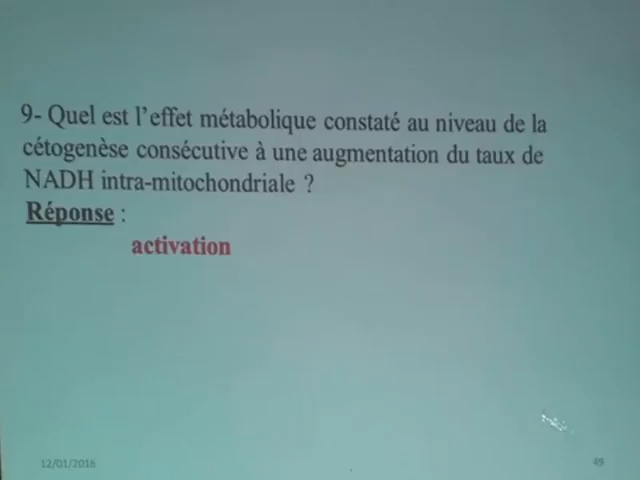 9- Quel est l'effet métabolique constaté au niveau de la
cétogenèse consécutive à une augmentation du taux de
NADH intra-mitochondriale ?
Réponse :
activation
12/01/2016
49